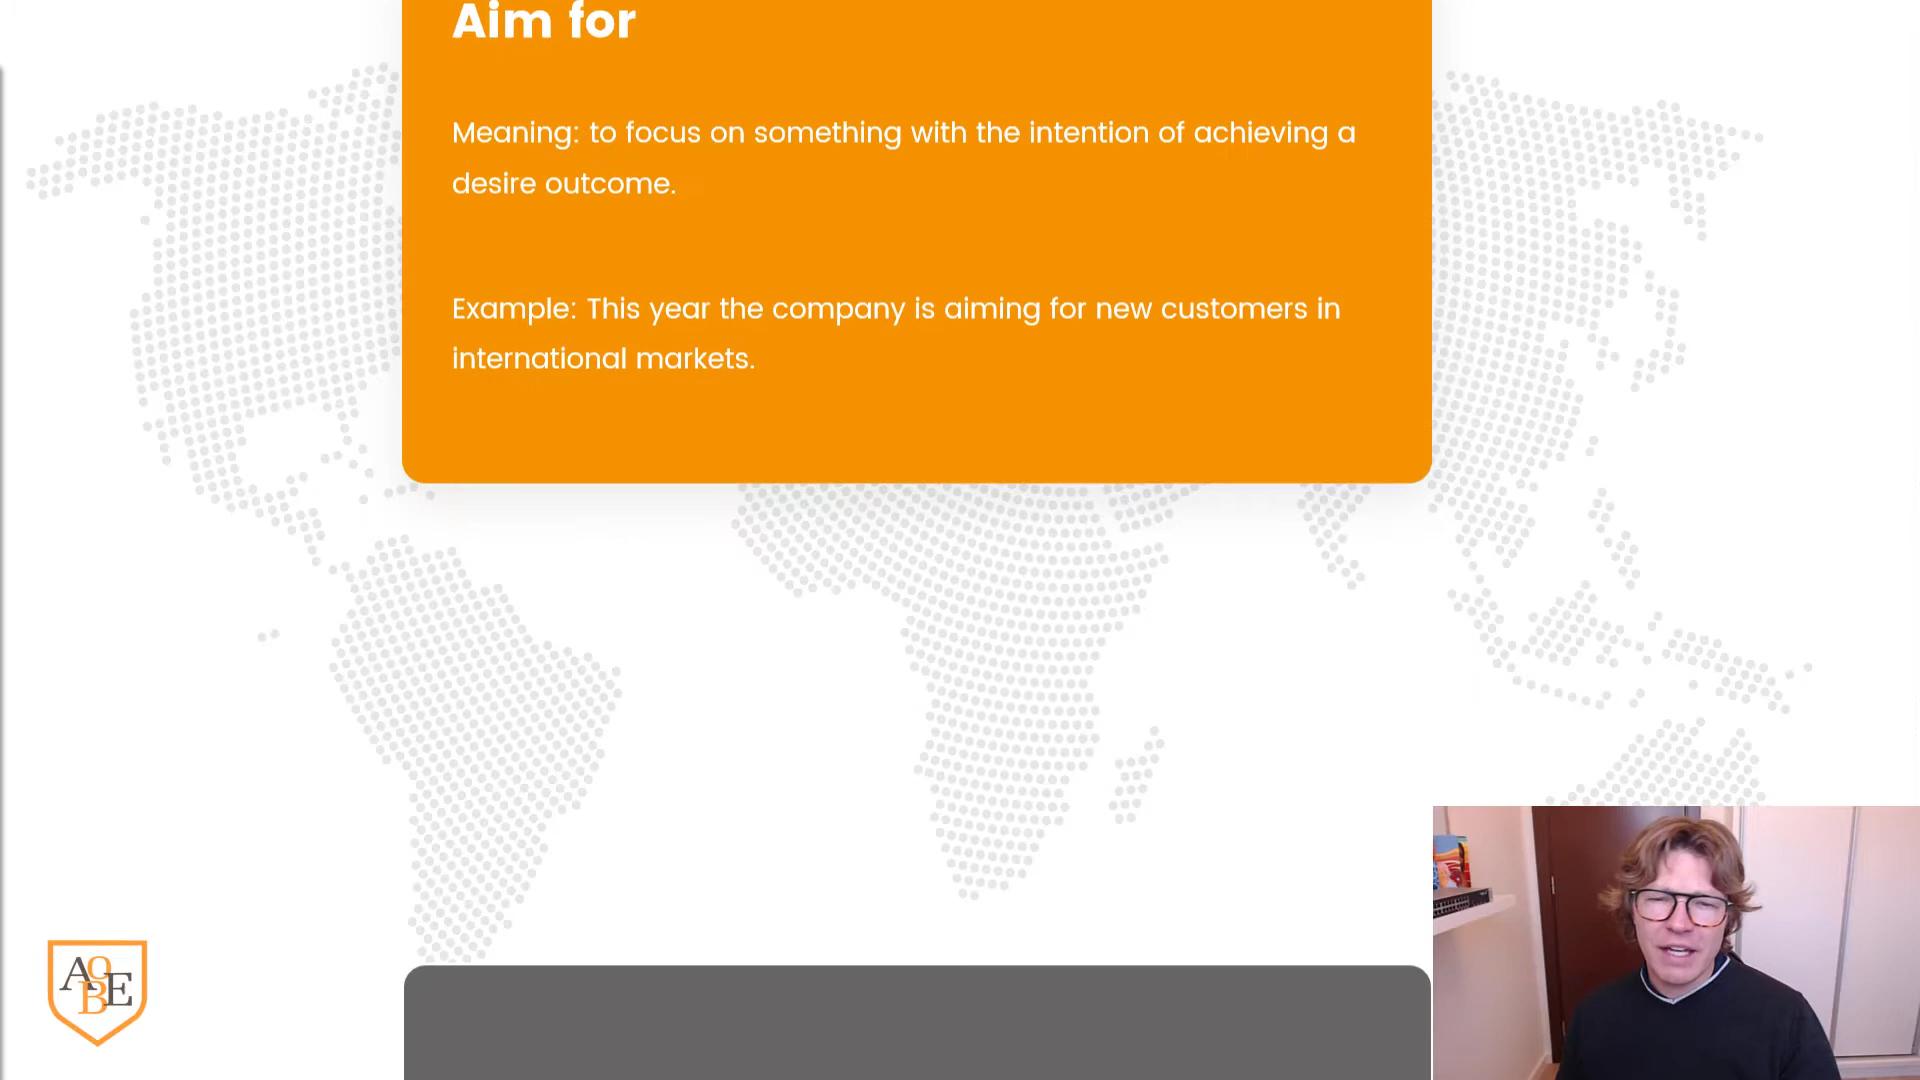 Aim for
Meaning: to focus on something with the intention of achieving a
desire outcome.
Example: This year the company is aiming for new customers in
international markets.
AOBE